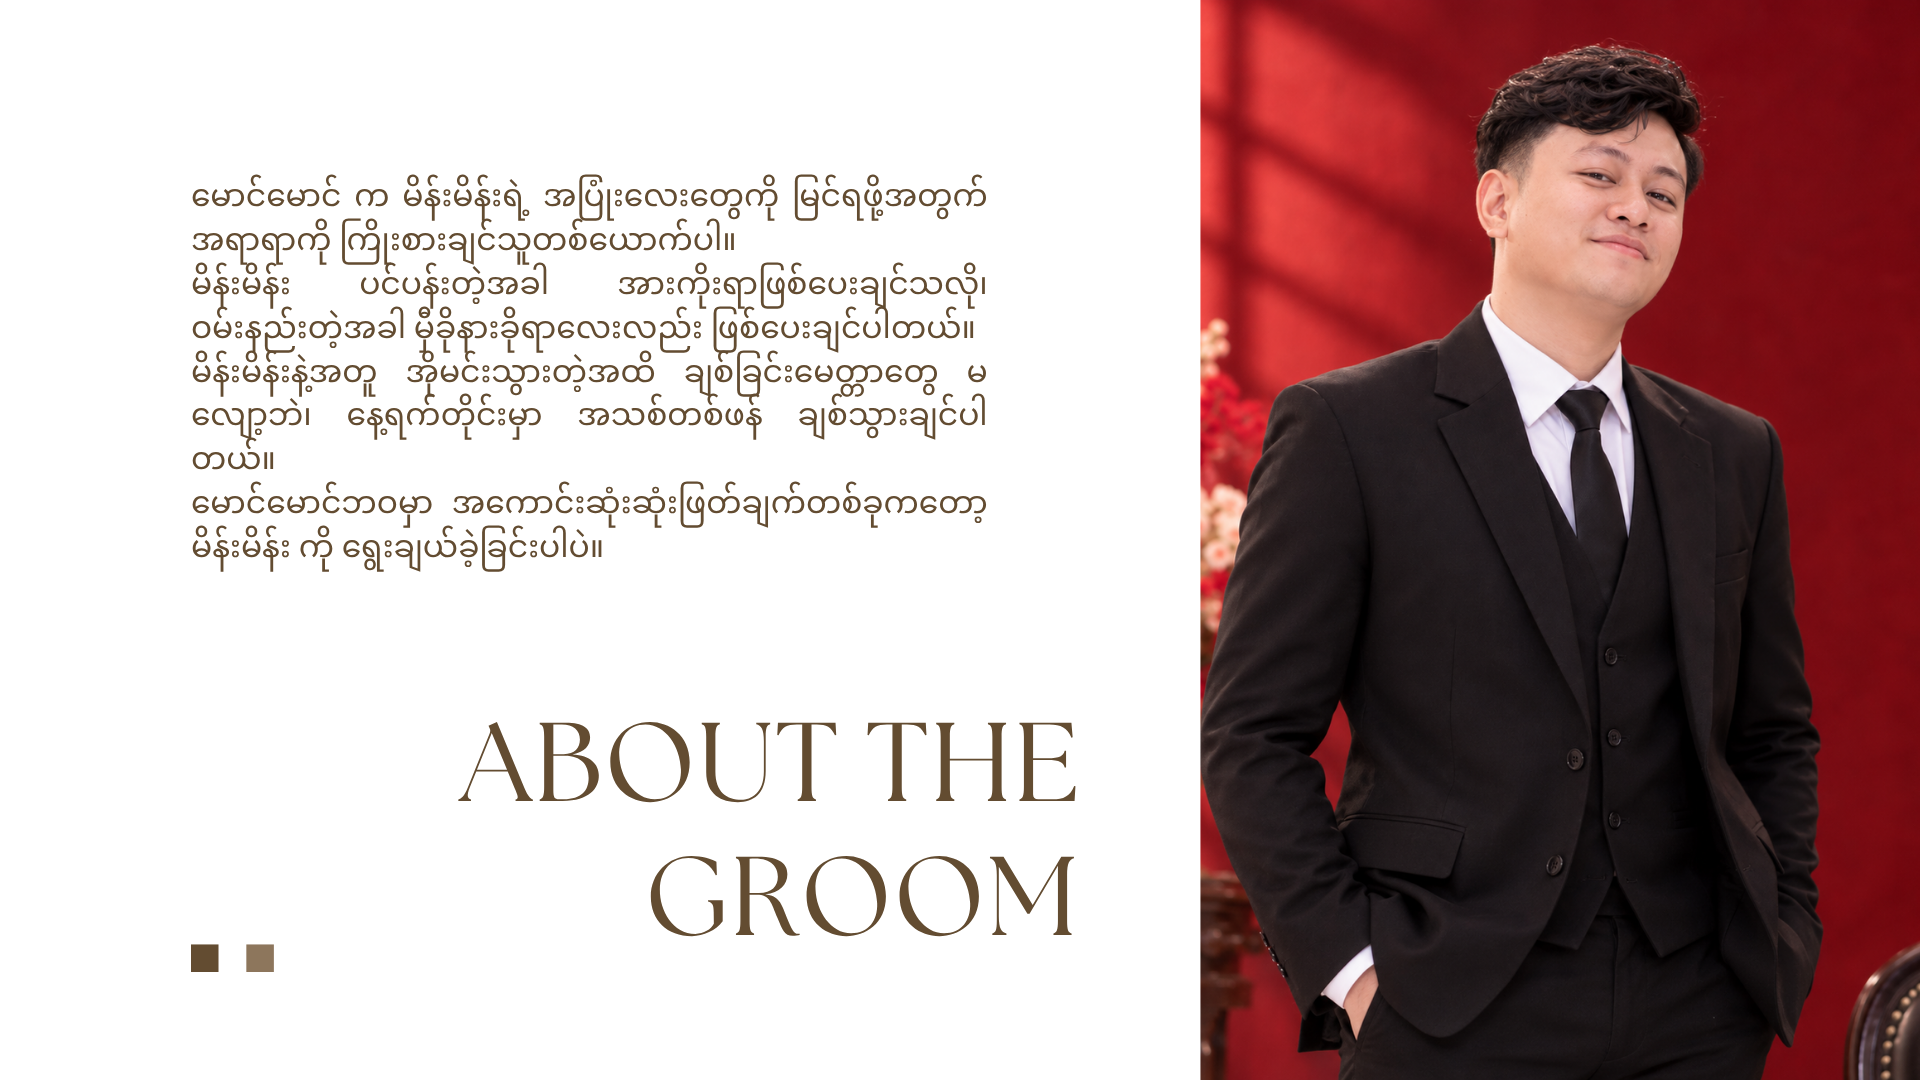 မောင်မောင် က မိန်းမိန်းရဲ့ အပြုံးလေးတွေကို မြင်ရဖို့အတွက်
အရာရာကို ကြိုးစားချင်သူတစ်ယောက်ပါ။
မိန်းမိန်း ပင်ပန်းတဲ့အခါ အားကိုးရာဖြစ်ပေးချင်သလို၊
ဝမ်းနည်းတဲ့အခါ မှီခိုနားခိုရာလေးလည်း ဖြစ်ပေးချင်ပါတယ်။
မိန်းမိန်းနဲ့အတူ အိုမင်းသွားတဲ့အထိ ချစ်ခြင်းမေတ္တာတွေ မ
လျော့ဘဲ၊ နေ့ရက်တိုင်းမှာ အသစ်တစ်ဖန် ချစ်သွားချင်ပါ
တယ်။
မောင်မောင်ဘဝမှာ အကောင်းဆုံးဆုံးဖြတ်ချက်တစ်ခုကတော့
မိန်းမိန်း ကို ရွေးချယ်ခဲ့ခြင်းပါပဲ။
ABOUT THE
GROOM